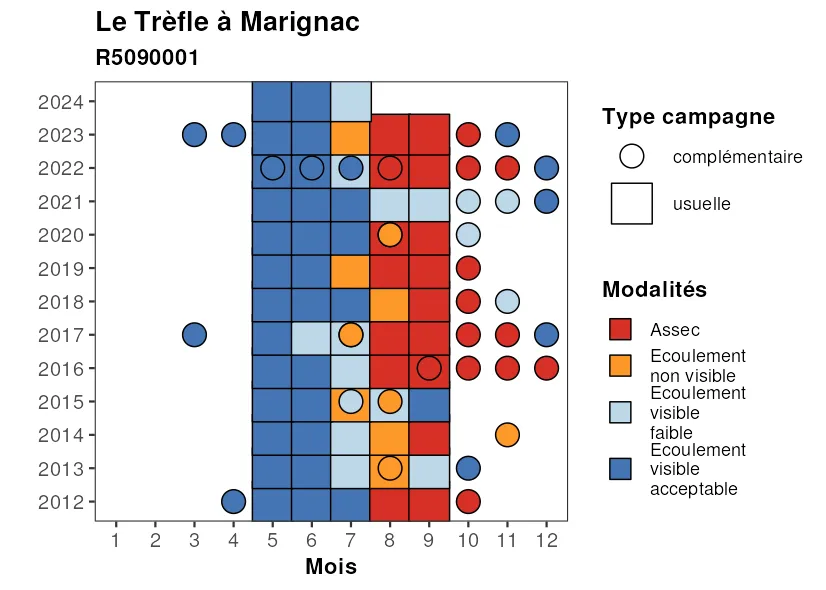 Le Trèfle à Marignac
R5090001
2024
2023
2022
2021
2020
2019
2018
2017
2016
2015
2014
2013
2012
1 2 3 4 5 6 7 8 9 10 11 12
Mois
Type campagne
complémentaire
usuelle
Modalités
Assec
Ecoulement
non visible
Ecoulement
visible
faible
Ecoulement
visible
acceptable